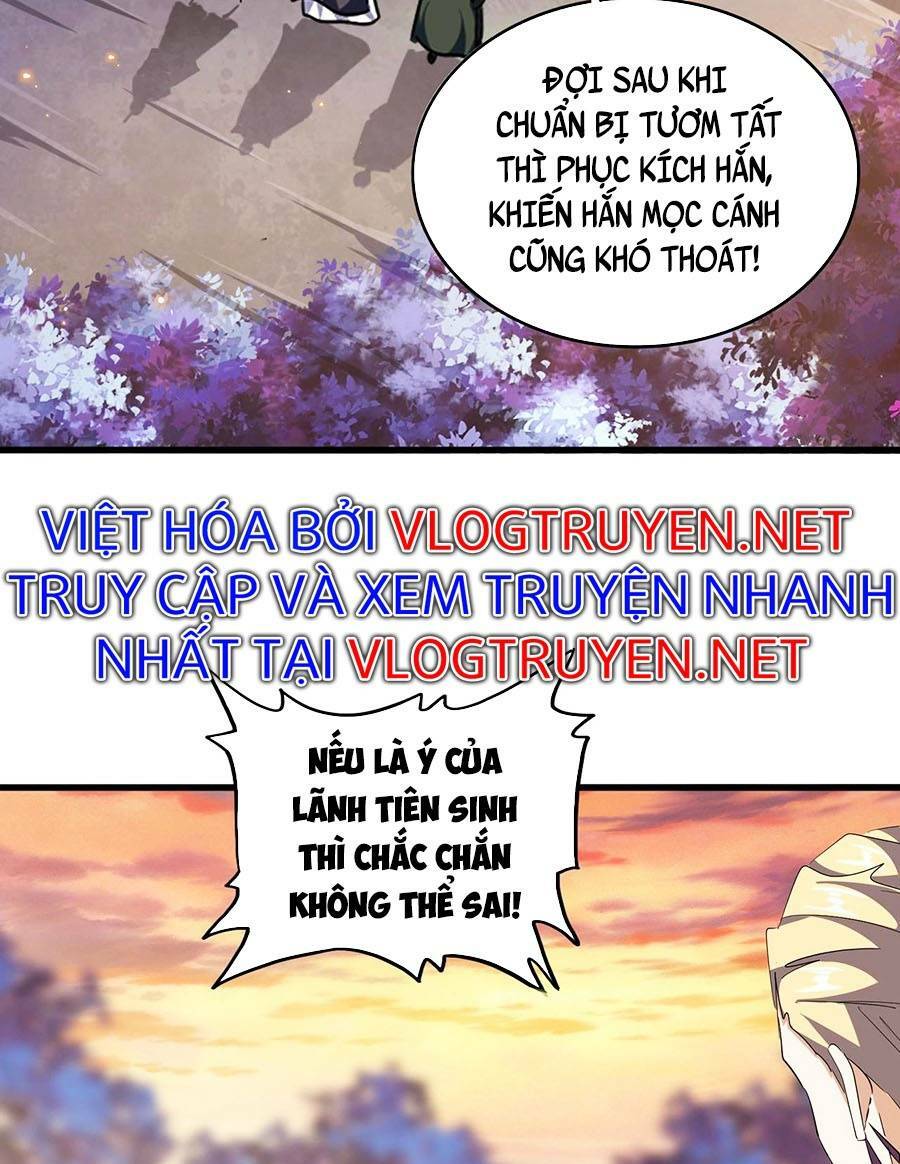 ĐỢI SAU KHI
CHUẨN BỊ TƯƠM TẤT
THÌ PHỤC KÍCH HẮN,
KHIẾN HẮN MỌC CÁNH
CŨNG KHÓ THOÁT!
VIỆT HÓA BỞI VLOGTRUYEN.NET
TRUY CẬP VÀ XEM TRUYỆN NHANH
NHẤT TẠI VLOGTRUYEN.NET
NẾU LÀ Ý CỦA
LÃNH TIÊN SINH
THÌ CHẮC CHẮN
KHÔNG THỂ SAI!